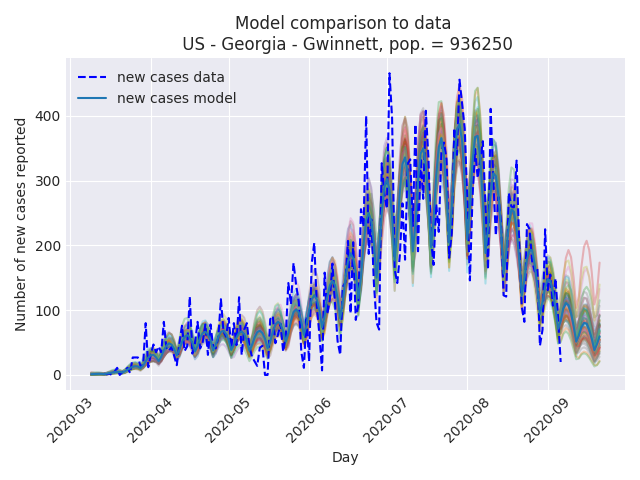 Model comparison to data
US - Georgia - Gwinnett, pop. = 936250
new cases data
new cases model
Number of new cases reported
400
300
200
100
0
2020-03
2020-04
2020-05
2020-06
2020-07
2020-08
2020-09
Day